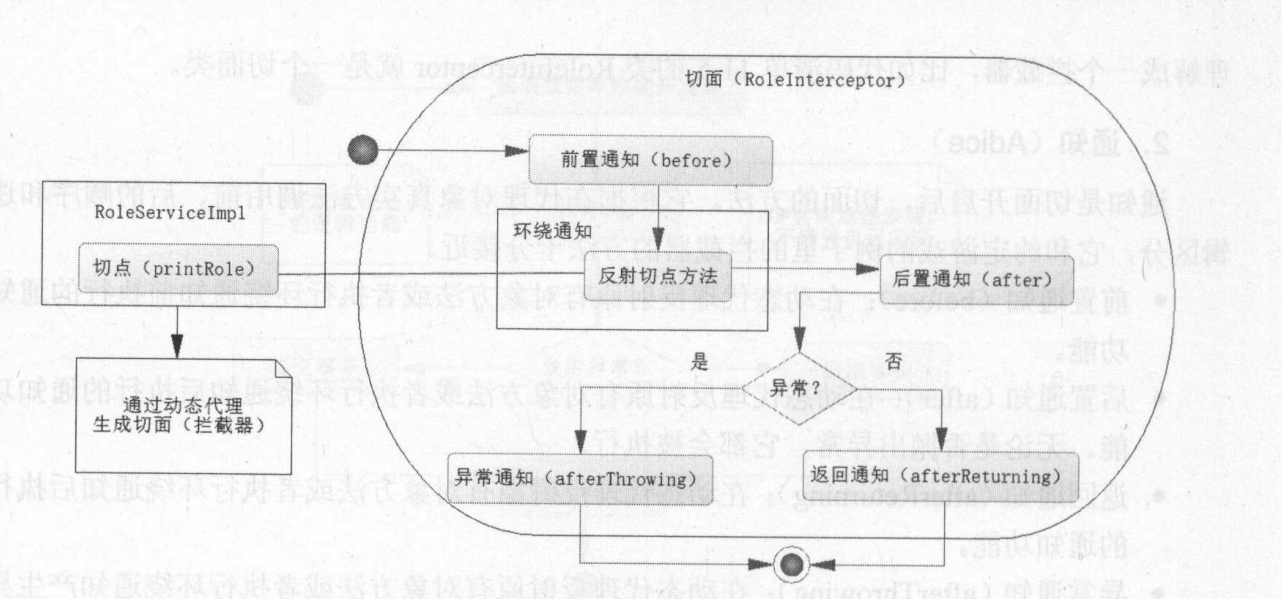 切面（RoleInterceptor）
前置通知（before）
RoleServiceImpl
环绕通知
切点（printRole）
反射切点方法
后置通知（after）
是
否
异常？
通过动态代理
生成切面（拦截器）
异常通知（afterThrowing）
返回通知（afterReturning）
理解成一个拦截器，比如
RoleInterceptor 就是一个切面类。
2．通知（Adice）
通知是切面开启后，切面的方法。它根据在代理对象真实方法调用前、后的顺序和逻
辑区分，它和约定游戏的例子里的拦截器的方法十分接近。
• 前置通知（before）：在动态代理反射原有对象方法或者执行环绕通知前执行的通知
功能。
• 后置通知（after）：在动态代理反射原有对象方法或者执行环绕通知后执行的通知功
能。无论是否抛出异常，它都会被执行
• 返回通知（afterReturning）：在动态代理反射原有对象方法或者执行环绕通知后执行
的通知功能。
• 异常通知（afterThrowing）：在动态代理反射原有对象方法或者执行环绕通知产生异